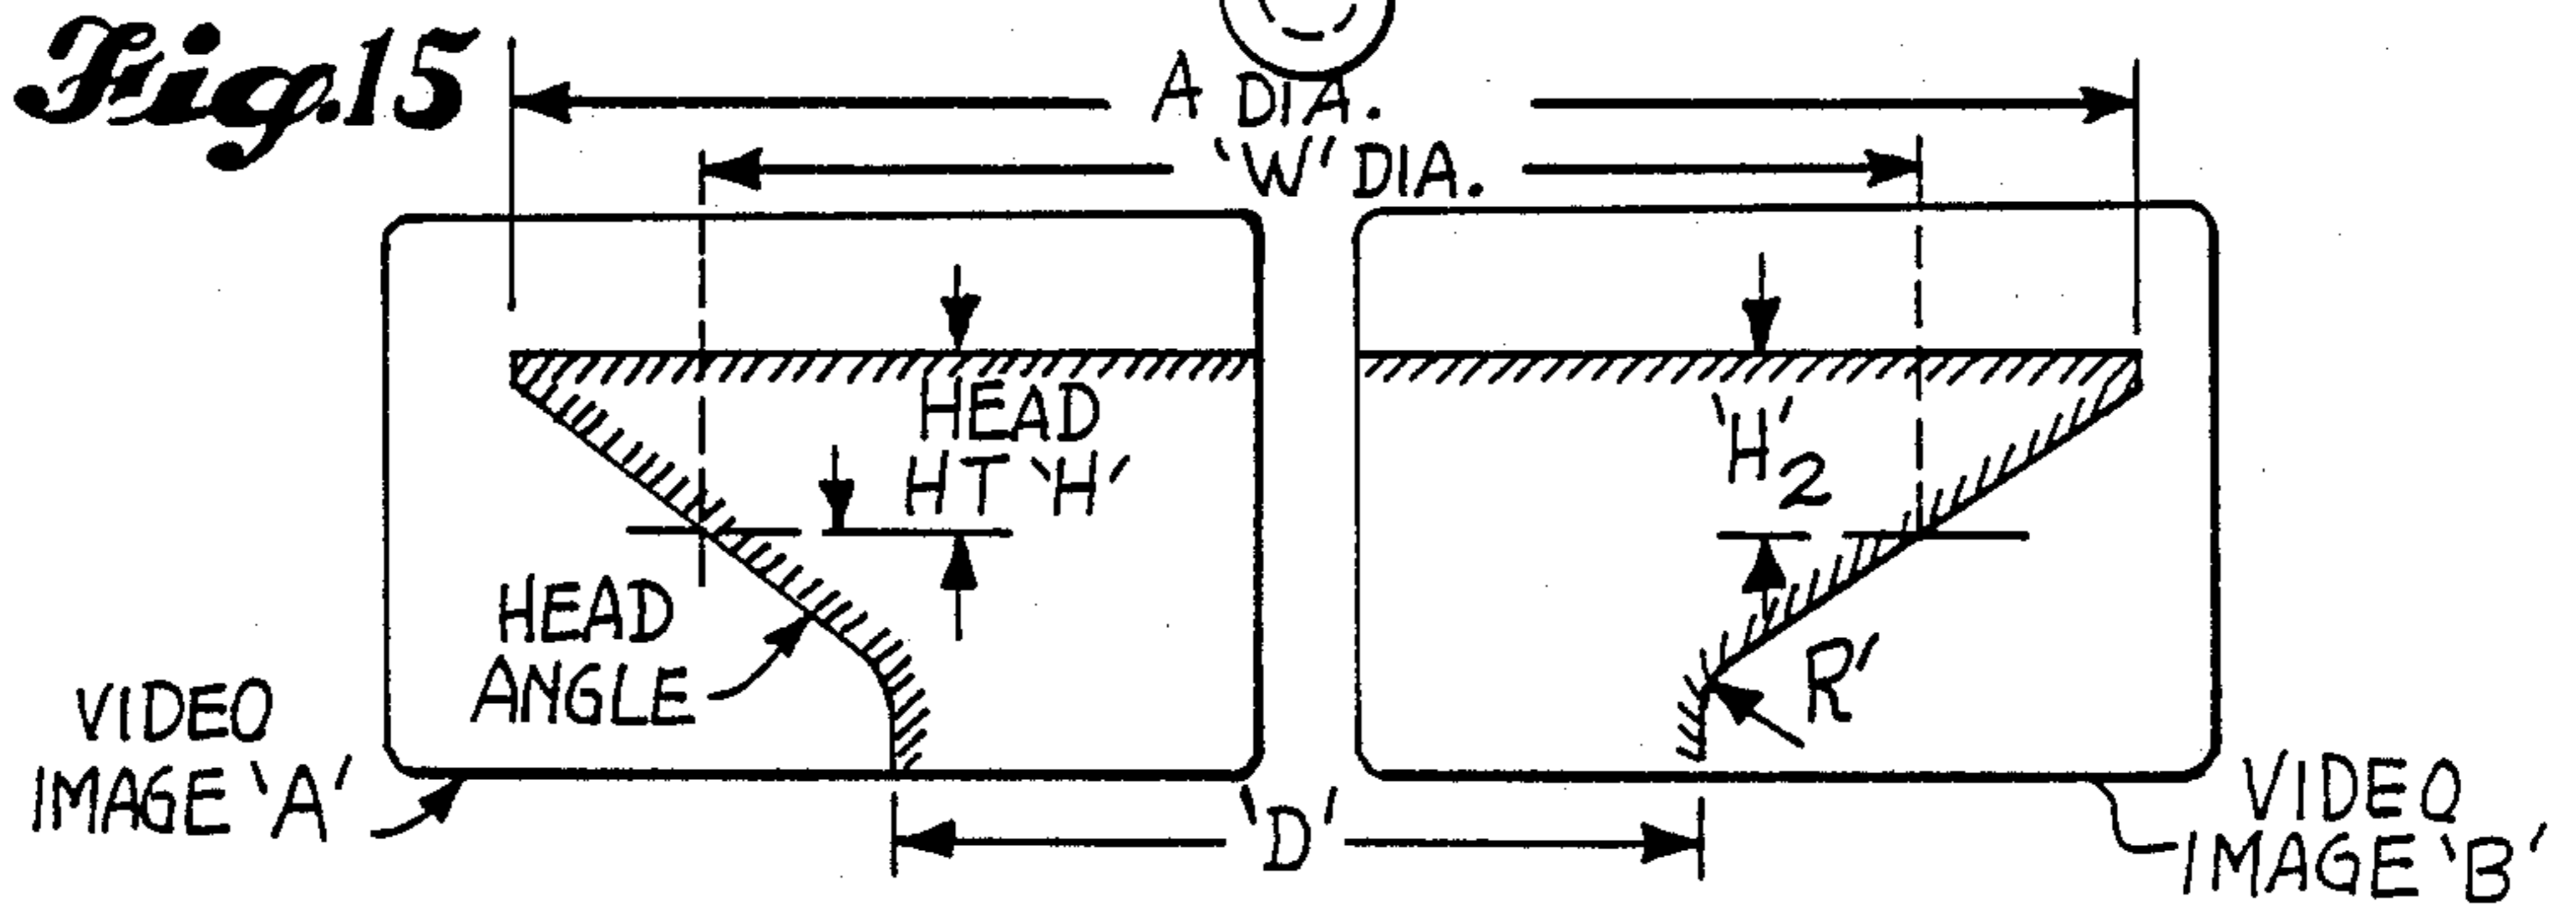 Fig.15
A DIA.
'W' DIA.
HEAD
HT 'H'
'H'2
HEAD
ANGLE
R'
VIDEO
IMAGE 'A'
'D'
VIDEO
IMAGE 'B'